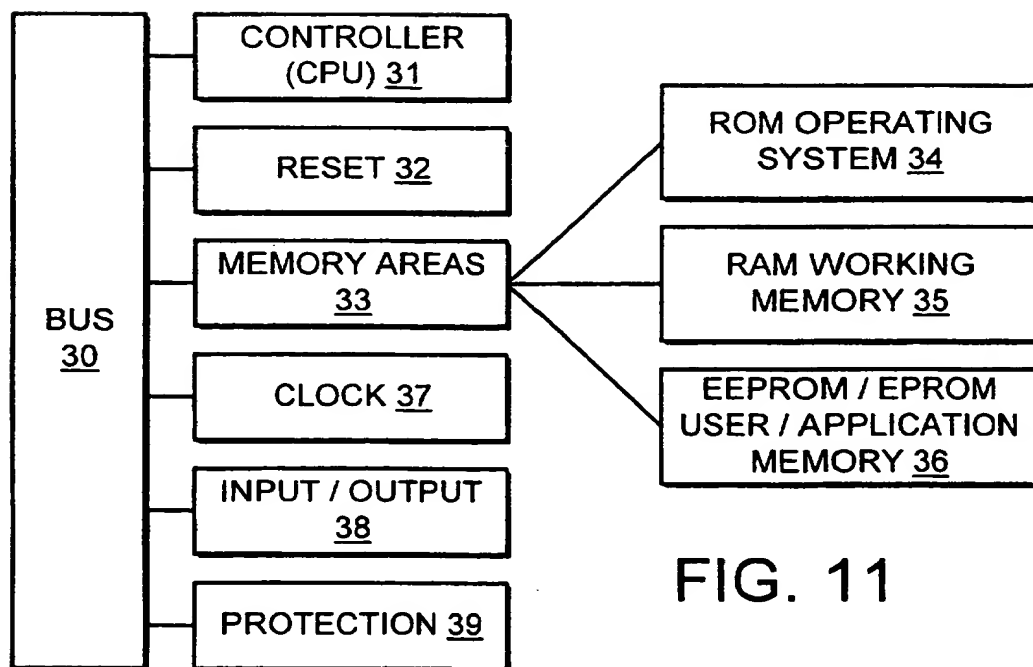 BUS
30
CONTROLLER
(CPU) 31
RESET 32
MEMORY AREAS
33
CLOCK 37
INPUT / OUTPUT
38
PROTECTION 39
ROM OPERATING
SYSTEM 34
RAM WORKING
MEMORY 35
EEPROM / EPROM
USER / APPLICATION
MEMORY 36
FIG. 11